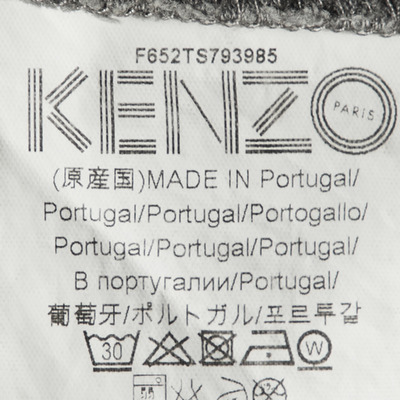 F652TS793985
KENZO PARIS
(原産国)MADE IN Portugal/
Portugal/Portugal/Portogallo/
Portugal/Portugal/Portugal/
В португалии/Portugal/
葡萄牙/ポルトガル/포르투갈
30 W